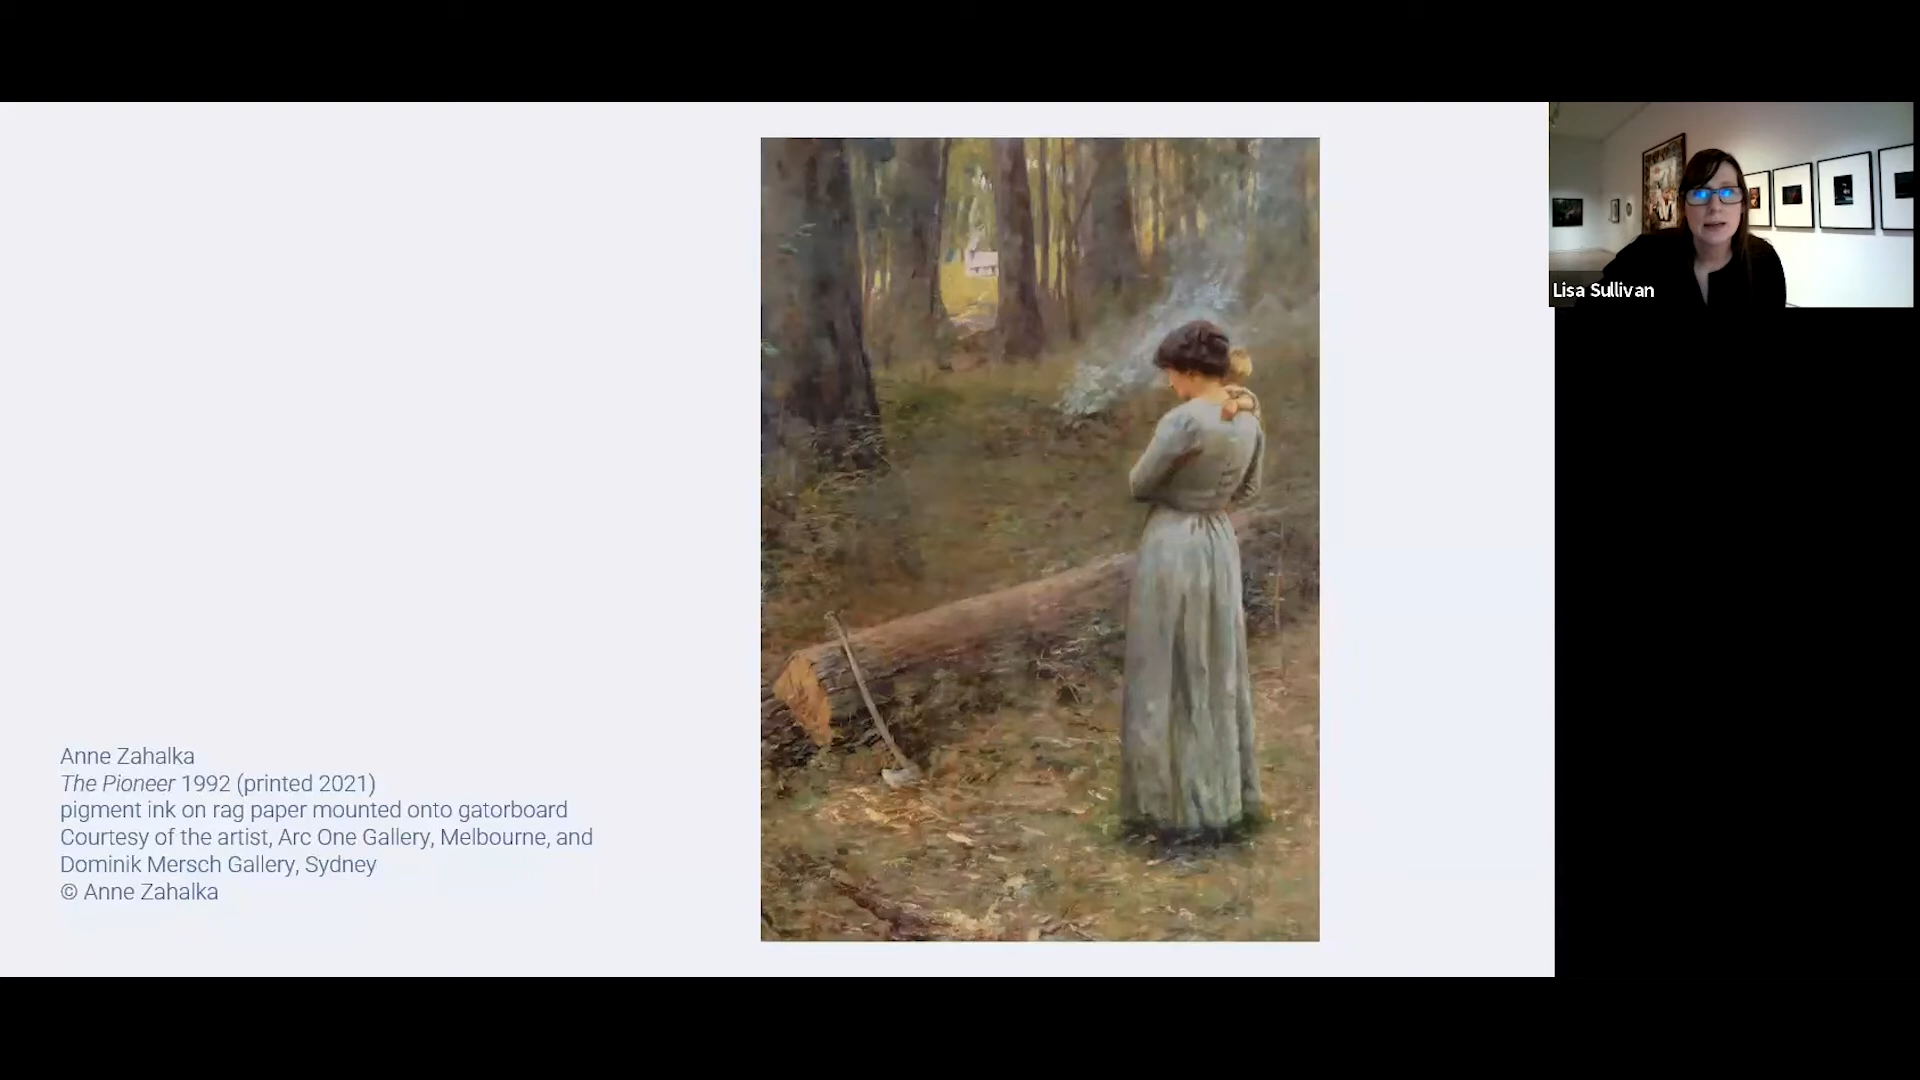 Lisa Sullivan
Anne Zahalka
The Pioneer 1992 (printed 2021)
pigment ink on rag paper mounted onto gatorboard
Courtesy of the artist, Arc One Gallery, Melbourne, and
Dominik Mersch Gallery, Sydney
© Anne Zahalka